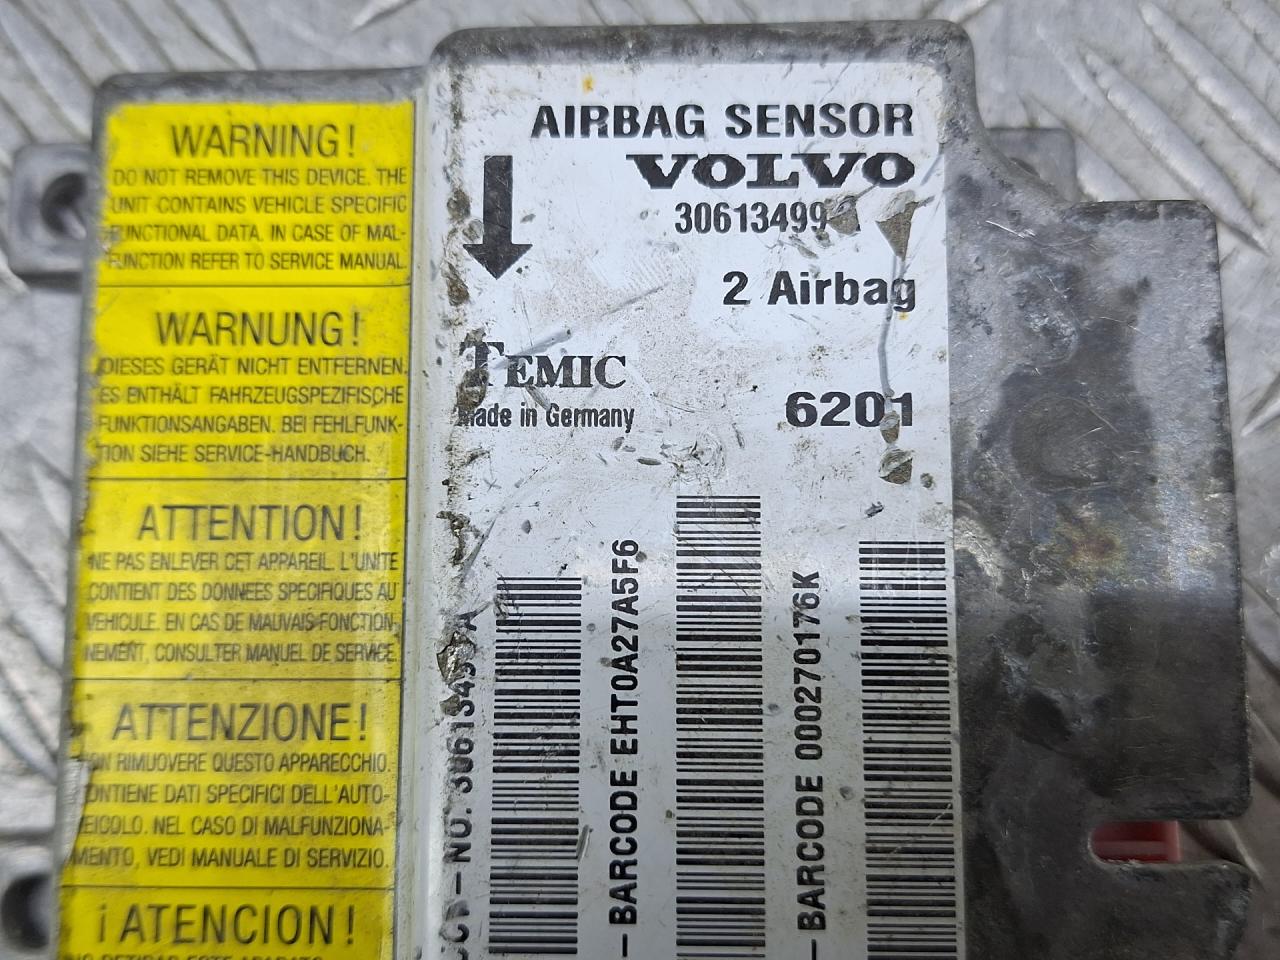 WARNING!
DO NOT REMOVE THIS DEVICE. THE
UNIT CONTAINS VEHICLE SPECIFIC
FUNCTIONAL DATA. IN CASE OF MAL-
FUNCTION REFER TO SERVICE MANUAL.
WARNUNG!
DIESES GERÄT NICHT ENTFERNEN.
ES ENTHÄLT FAHRZEUGSPEZIFISCHE
FUNKTIONSANGABEN. BEI FEHLFUNK-
TION SIEHE SERVICE-HANDBUCH.
ATTENTION!
NE PAS ENLEVER CET APPAREIL. L'UNITE
CONTIENT DES DONNEES SPECIFIQUES AU
VEHICULE. EN CAS DE MAUVAIS FONCTION-
NEMENT, CONSULTER MANUEL DE SERVICE.
ATTENZIONE!
NON RIMUOVERE QUESTO APPARECCHIO.
CONTIENE DATI SPECIFICI DELL'AUTO-
VEICOLO. NEL CASO DI MALFUNZIONA-
MENTO, VEDI MANUALE DI SERVIZIO.
¡ATENCION!
AIRBAG SENSOR
VOLVO
30613499
2 Airbag
TEMIC
Made in Germany
6201
-NO. 30613499A
-BARCODE EHT0A27A5F6
-BARCODE 000270176K